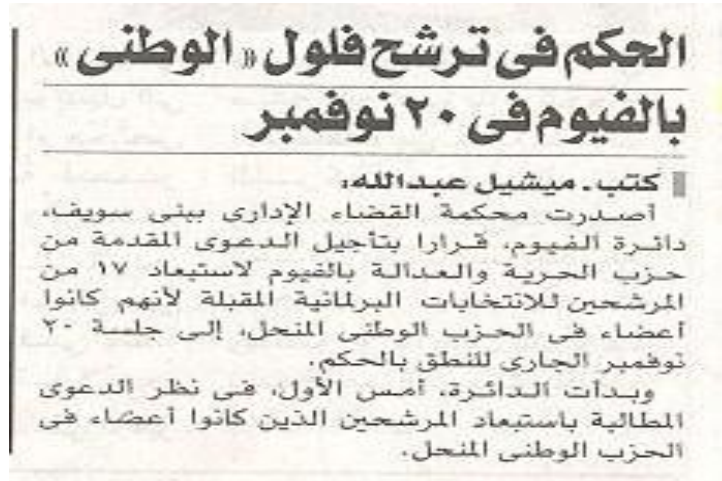 الحكم فى ترشح فلول «الوطنى»
بالفيوم فى ٢٠ نوفمبر
كتب ـ ميشيل عبدالله:
أصدرت محكمة القضاء الإدارى ببنى سويف،
دائرة الفيوم، قرارا بتأجيل الدعوى المقدمة من
حزب الحرية والعدالة بالفيوم لاستبعاد ١٧ من
المرشحين للانتخابات البرلمانية المقبلة لأنهم كانوا
أعضاء فى الحزب الوطنى المنحل، إلى جلسة ٢٠
نوفمبر الجارى للنطق بالحكم.
وبدأت الدائرة، أمس الأول، فى نظر الدعوى
المطالبة باستبعاد المرشحين الذين كانوا أعضاء فى
الحزب الوطنى المنحل.